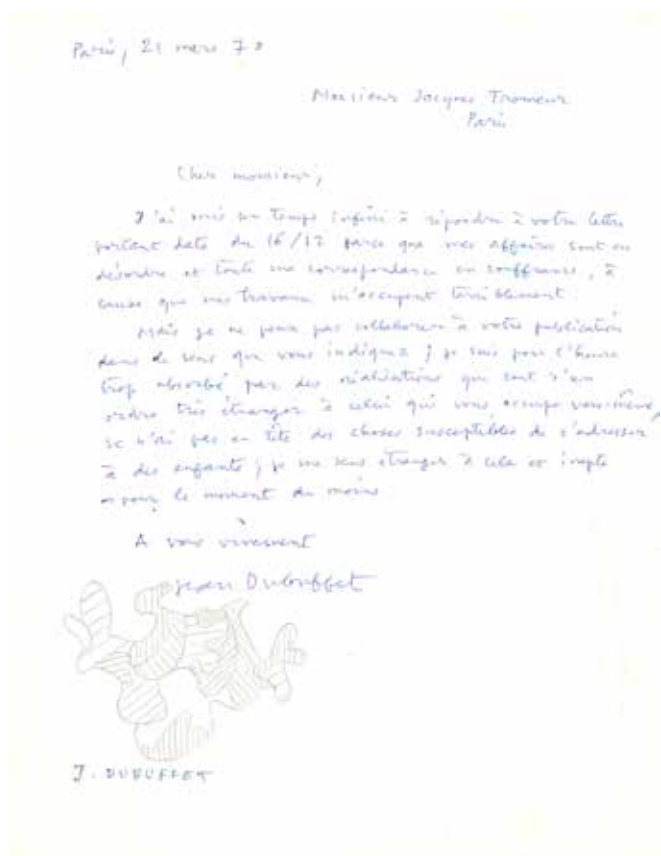 Paris, 21 mars 7
Monsieur Jacques Tromeur
Paris
Cher monsieur,
J'ai mis un temps infini à répondre à votre lettre
portant date du 16/12 parce que mes affaires sont en
désordre et toute ma correspondance en souffrance, à
cause que mes travaux m'occupent terriblement.
Mais je ne peux pas collaborer à votre publication
dans le sens que vous indiquez ; je suis pour l'heure
trop absorbé par des réalisations qui sont d'un
ordre très étranger à celui qui vous occupe vous-même,
je n'ai pas en tête des choses susceptibles de s'adresser
à des enfants ; je me sens étranger à cela et inapte
pour le moment du moins.
A vous vivement
Jean Dubuffet
J. DUBUFFET